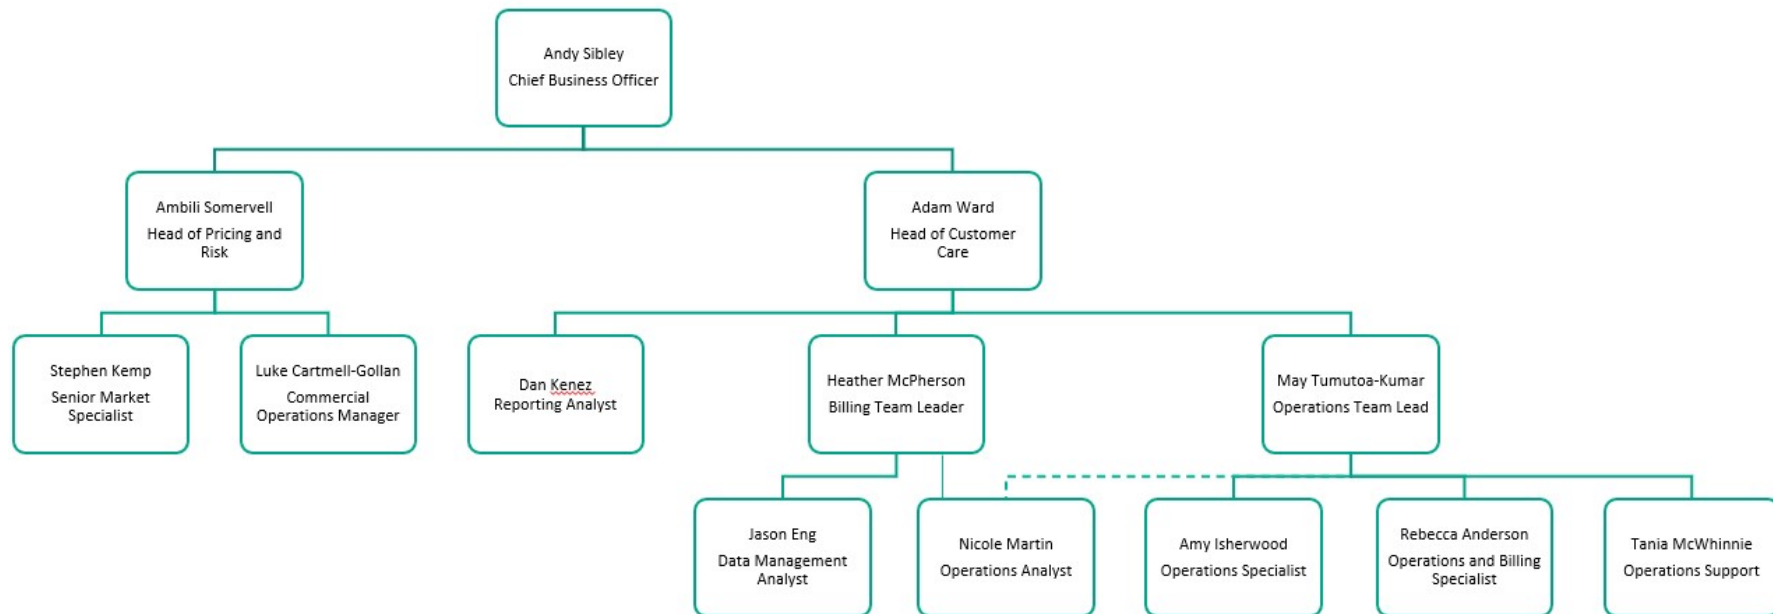 Andy Sibley
Chief Business Officer
Ambili Somervell
Head of Pricing and
Risk
Adam Ward
Head of Customer
Care
Stephen Kemp
Senior Market
Specialist
Luke Cartmell-Gollan
Commercial
Operations Manager
Dan Kenez
Reporting Analyst
Heather McPherson
Billing Team Leader
May Tumutoa-Kumar
Operations Team Lead
Jason Eng
Data Management
Analyst
Nicole Martin
Operations Analyst
Amy Isherwood
Operations Specialist
Rebecca Anderson
Operations and Billing
Specialist
Tania McWhinnie
Operations Support